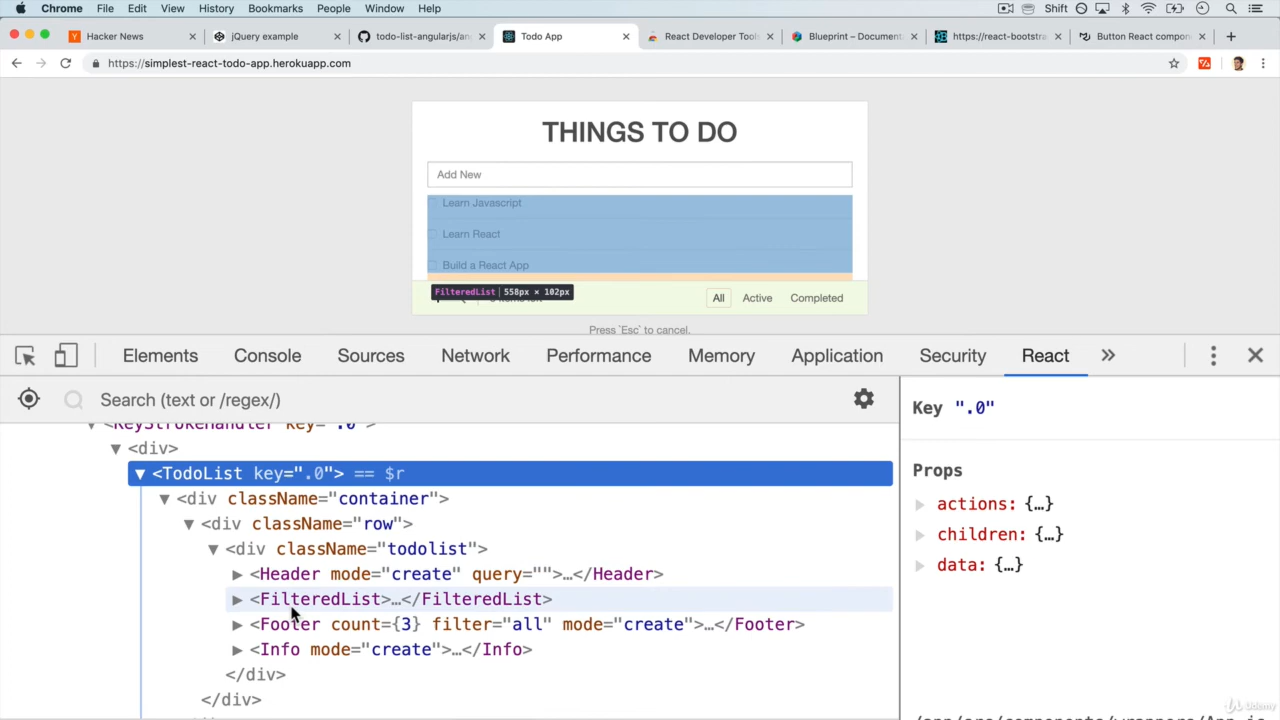 Chrome File Edit View History Bookmarks People Window Help Shift
Hacker News jQuery example todo-list-angularjs/an Todo App React Developer Tools Blueprint – Document https://react-bootstra Button React compon
https://simplest-react-todo-app.herokuapp.com
THINGS TO DO
Add New
Learn Javascript
Learn React
Build a React App
FilteredList 558px × 102px
All Active Completed
Press `Esc` to cancel.
Elements Console Sources Network Performance Memory Application Security React »
Search (text or /regex/)
<KeyStrokeHandler key=".0">
<div>
<TodoList key=".0"> == $r
<div className="container">
<div className="row">
<div className="todolist">
<Header mode="create" query="">…</Header>
<FilteredList>…</FilteredList>
<Footer count={3} filter="all" mode="create">…</Footer>
<Info mode="create">…</Info>
</div>
</div>
Key ".0"
Props
actions: {…}
children: {…}
data: {…}
Udemy